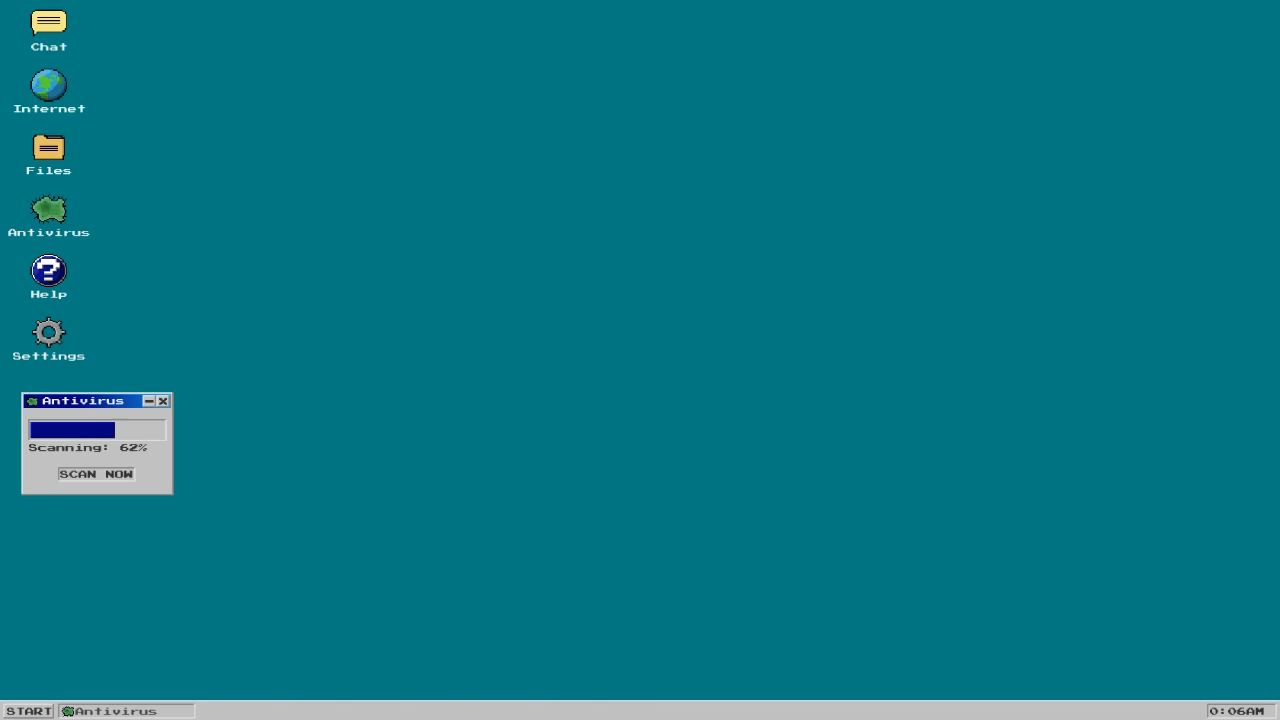 Chat
Internet
Files
Antivirus
Help
Settings
Antivirus
Scanning: 62%
SCAN NOW
START
Antivirus
0:06AM